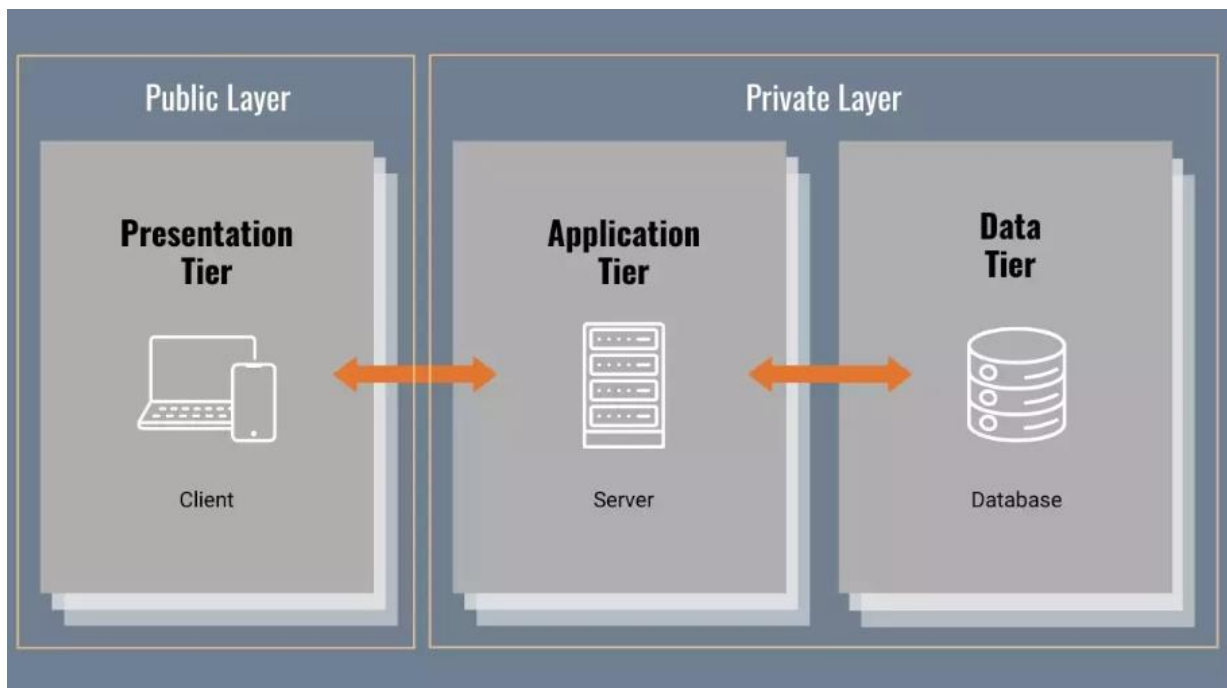 Public Layer
Private Layer
Presentation
Tier
Client
Application
Tier
Server
Data
Tier
Database